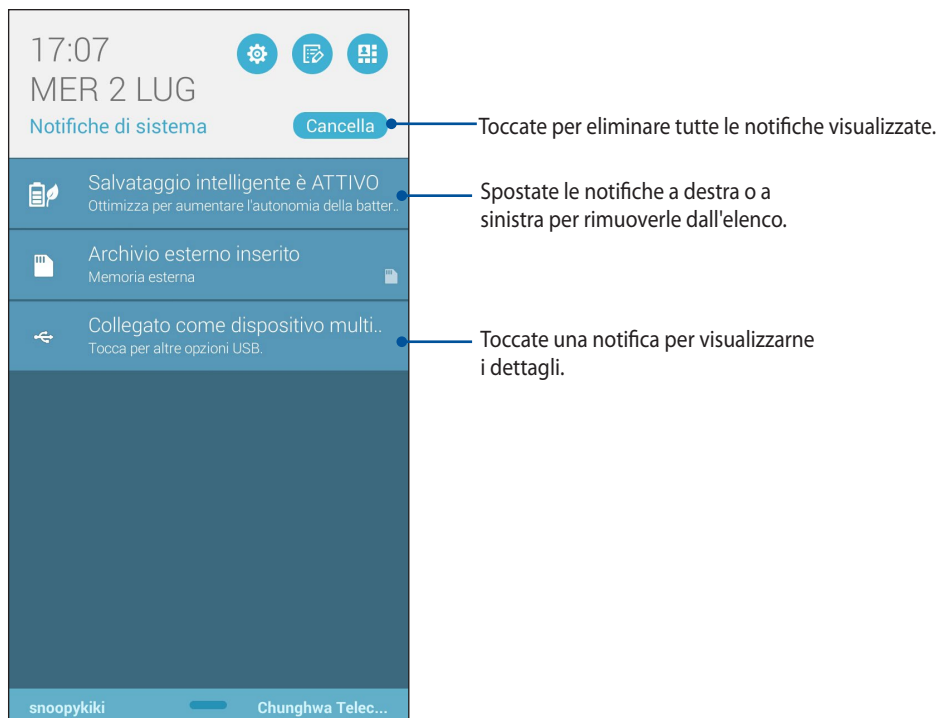 17:07
MER 2 LUG
Notifiche di sistema
Cancella
Toccate per eliminare tutte le notifiche visualizzate.
Salvataggio intelligente è ATTIVO
Ottimizza per aumentare l'autonomia della batter..
Spostate le notifiche a destra o a
sinistra per rimuoverle dall'elenco.
Archivio esterno inserito
Memoria esterna
Collegato come dispositivo multi..
Tocca per altre opzioni USB.
Toccate una notifica per visualizzarne
i dettagli.
snoopykiki
Chunghwa Telec...